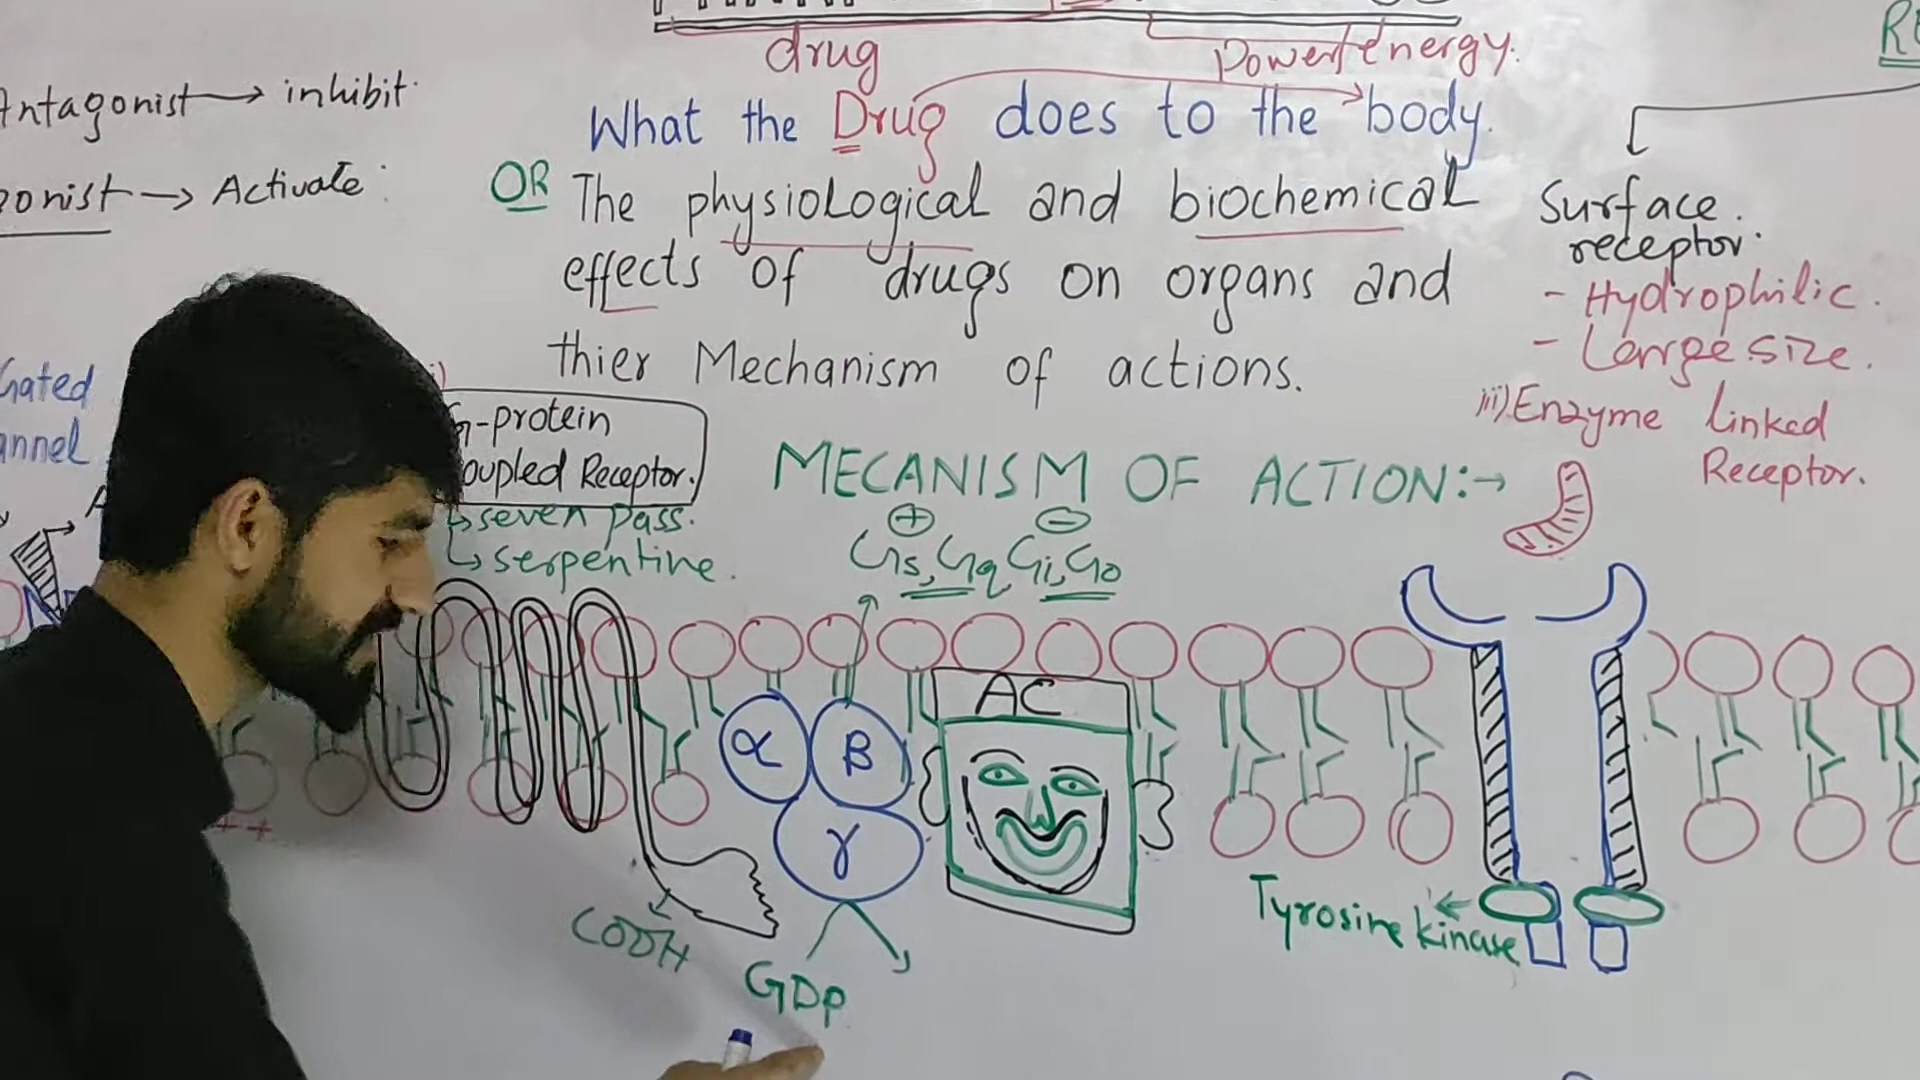 drug
Power/energy.
Antagonist → inhibit
What the Drug does to the body.
→ Activate
OR The physiological and biochemical
effects of drugs on organs and
thier Mechanism of actions.
Surface
receptor
- Hydrophilic.
- Large size.
iii) Enzyme linked
Receptor.
Gated
G-protein
Coupled Receptor.
↳ seven pass.
↳ serpentine.
MECANISM OF ACTION:→
+ -
Gs, Gq Gi, Go
AC
α β
γ
Tyrosine kinase
COOH
GDP
++